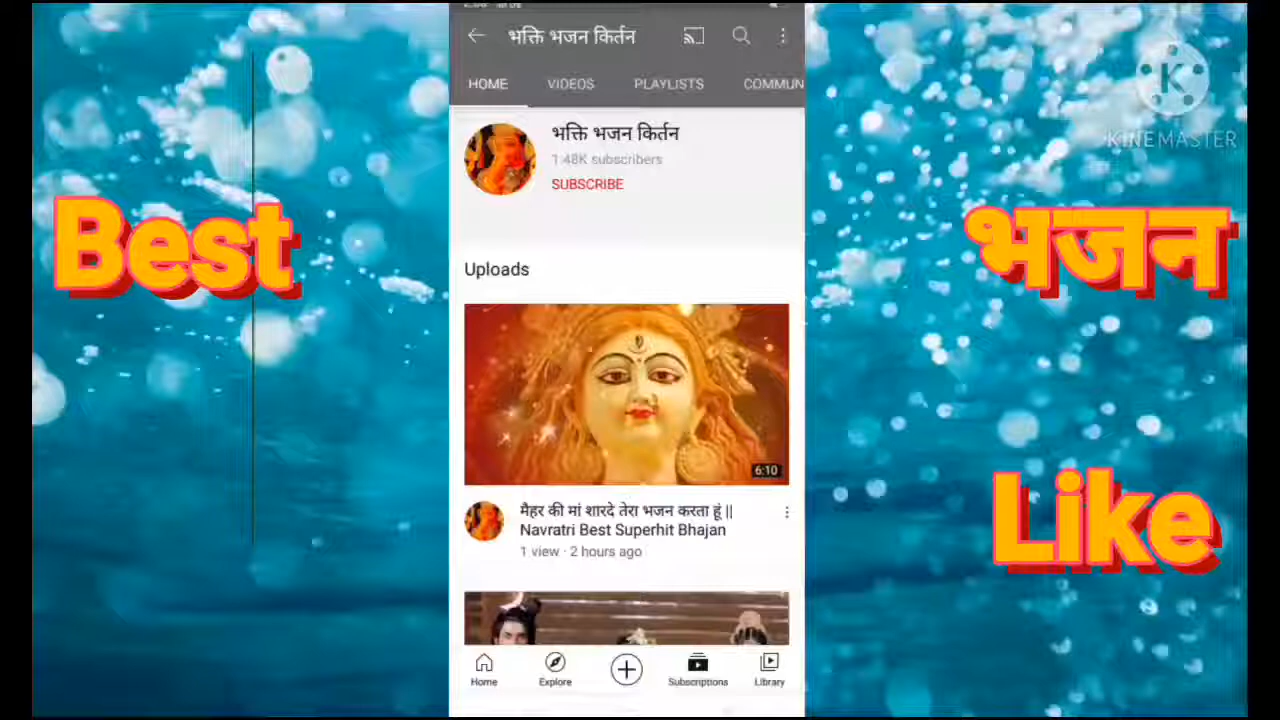 भक्ति भजन किर्तन
HOME VIDEOS PLAYLISTS COMMUN
भक्ति भजन किर्तन
1.48K subscribers
SUBSCRIBE
KINEMASTER
Best
भजन
Uploads
6:10
मैहर की मां शारदे तेरा भजन करता हूं ||
Navratri Best Superhit Bhajan
1 view · 2 hours ago
Like
Home Explore Subscriptions Library